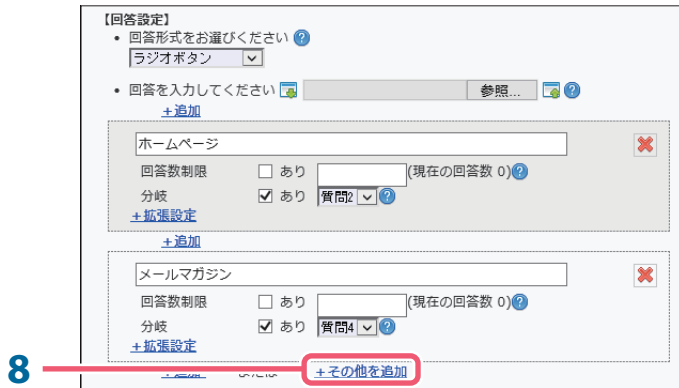 【回答設定】
• 回答形式をお選びください ?
ラジオボタン
• 回答を入力してください 参照... ?
+追加
ホームページ
回答数制限 あり (現在の回答数 0) ?
分岐 あり 質問2 ?
+拡張設定
+追加
メールマガジン
回答数制限 あり (現在の回答数 0) ?
分岐 あり 質問4 ?
+拡張設定
8 +追加 または +その他を追加